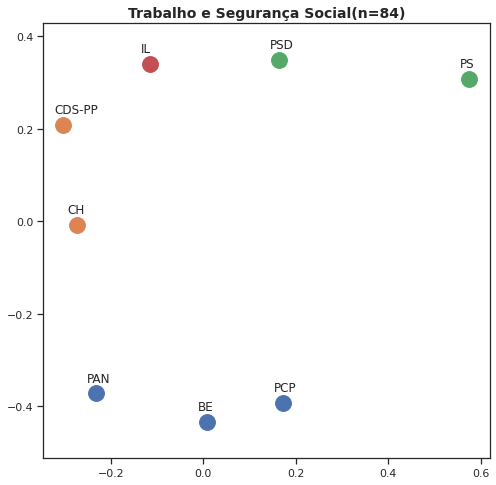 Trabalho e Segurança Social(n=84)
0.4
0.2
0.0
−0.2
−0.4
IL
PSD
PS
CDS-PP
CH
PAN
BE
PCP
−0.2
0.0
0.2
0.4
0.6